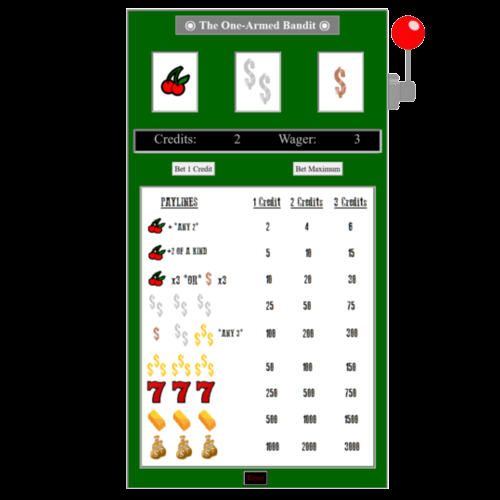 ◉ The One-Armed Bandit ◉
$ $ $
Credits: 2 Wager: 3
Bet 1 Credit Bet Maximum
PAYLINES 1 Credit 2 Credits 3 Credits
+ "ANY 2" 2 4 6
+2 OF A KIND 5 10 15
x3 "OR" $ x3 10 20 30
$ $ $ $ $ $ 25 50 75
$ $ $ $ $ $ "ANY 3" 100 200 300
$ $ $ $ $ $ $ $ $ 50 100 150
7 7 7 250 500 750
500 1000 1500
$ $ $ 1000 2000 3000